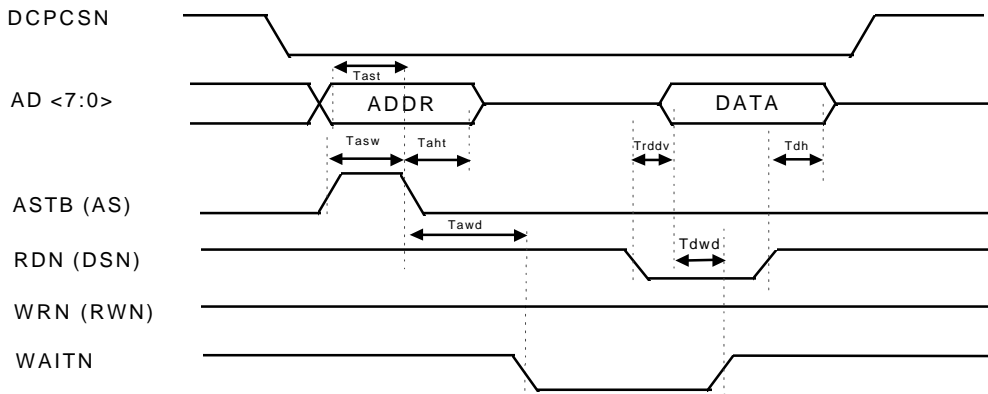 DCPCSN
Tast
AD <7:0>
ADDR
DATA
Tasw
Taht
Trddv
Tdh
ASTB (AS)
Tawd
Tdwd
RDN (DSN)
WRN (RWN)
WAITN